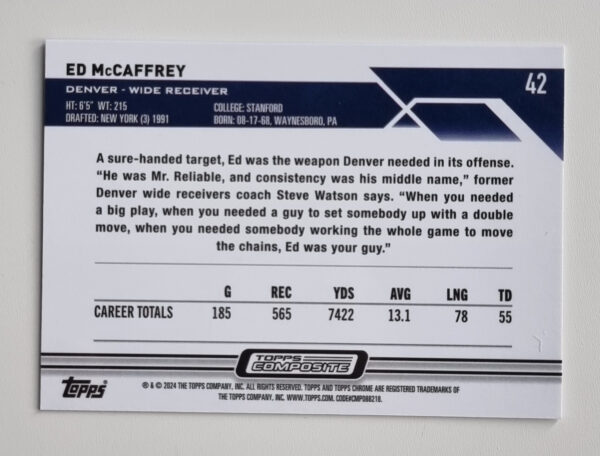 ED McCAFFREY
42
DENVER - WIDE RECEIVER
HT: 6'5" WT: 215 COLLEGE: STANFORD
DRAFTED: NEW YORK (3) 1991 BORN: 08-17-68, WAYNESBORO, PA
A sure-handed target, Ed was the weapon Denver needed in its offense.
“He was Mr. Reliable, and consistency was his middle name,” former
Denver wide receivers coach Steve Watson says. “When you needed
a big play, when you needed a guy to set somebody up with a double
move, when you needed somebody working the whole game to move
the chains, Ed was your guy.”
G REC YDS AVG LNG TD
CAREER TOTALS 185 565 7422 13.1 78 55
TOPPS
COMPOSITE
topps
® & © 2024 THE TOPPS COMPANY, INC. ALL RIGHTS RESERVED. TOPPS AND TOPPS CHROME ARE REGISTERED TRADEMARKS OF
THE TOPPS COMPANY, INC. WWW.TOPPS.COM. CODE#CMP088218.